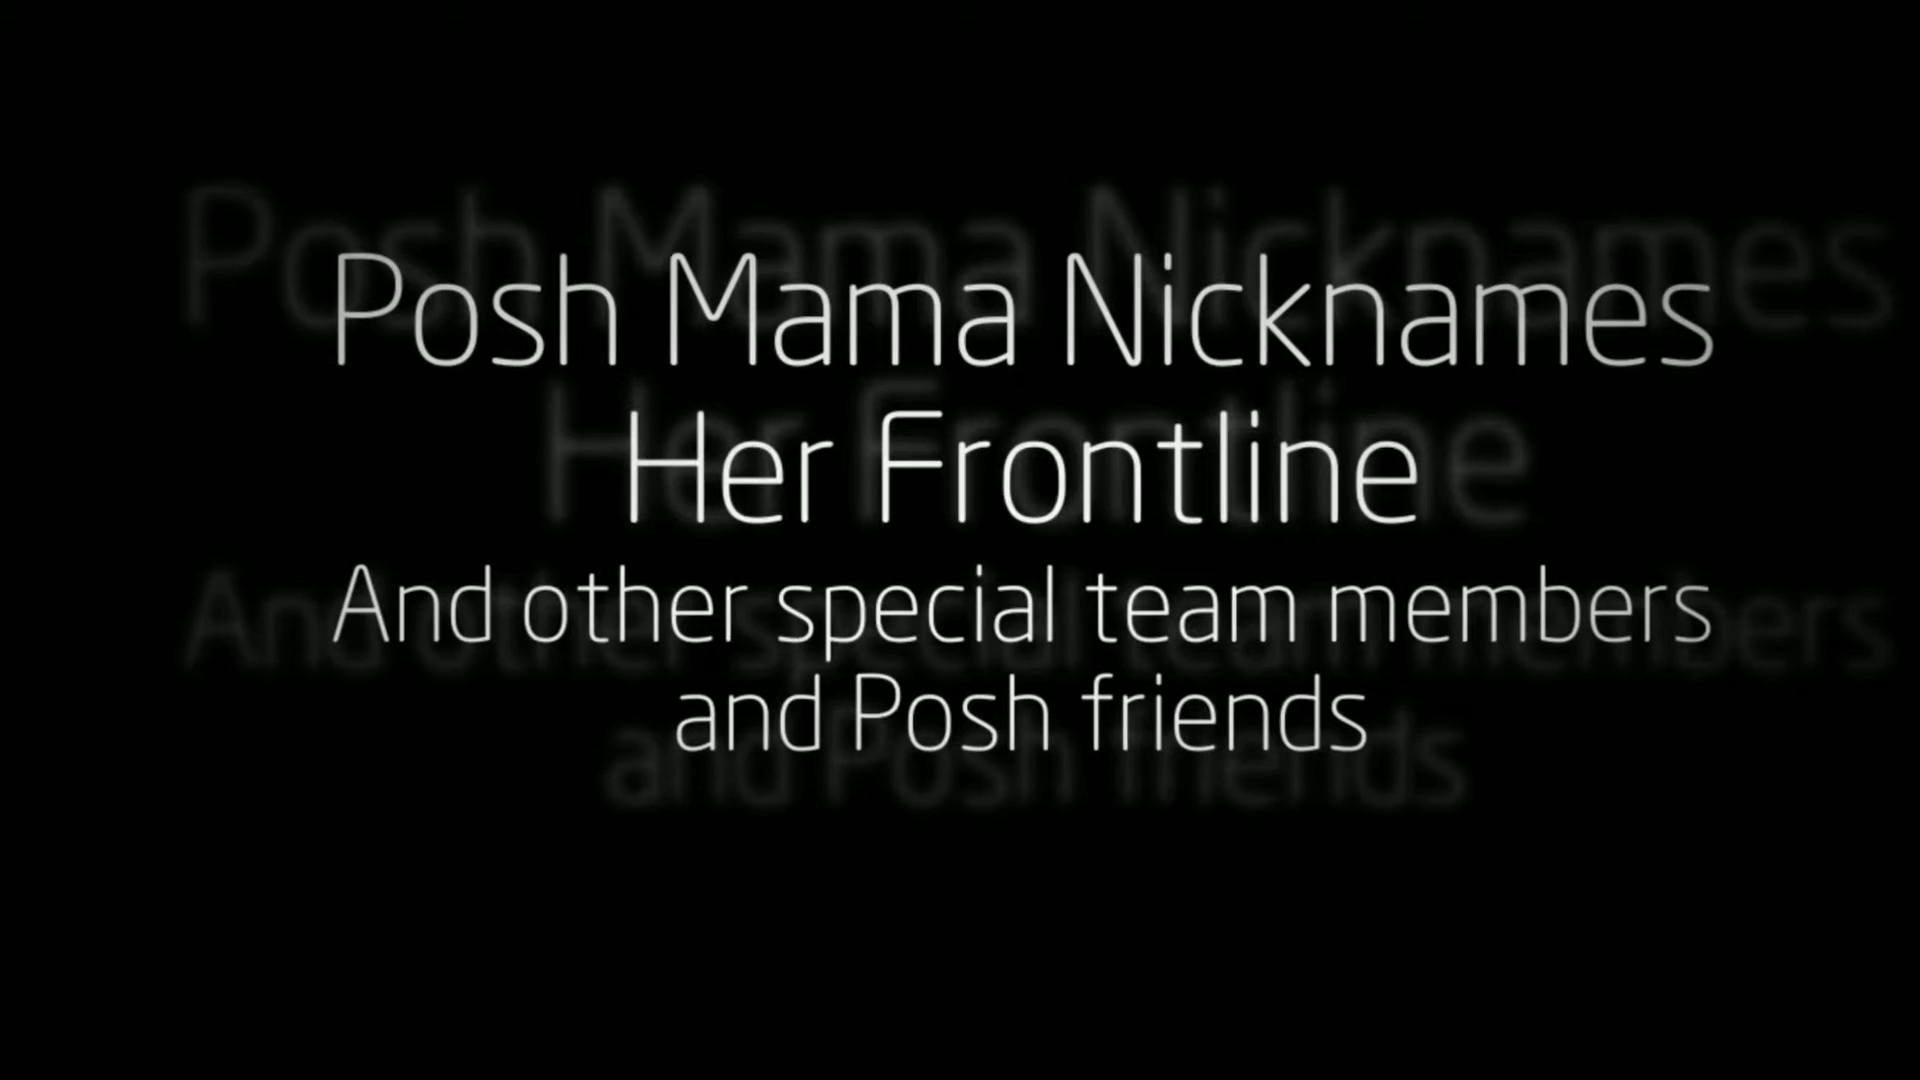 Posh Mama Nicknames
Her Frontline
And other special team members
and Posh friends